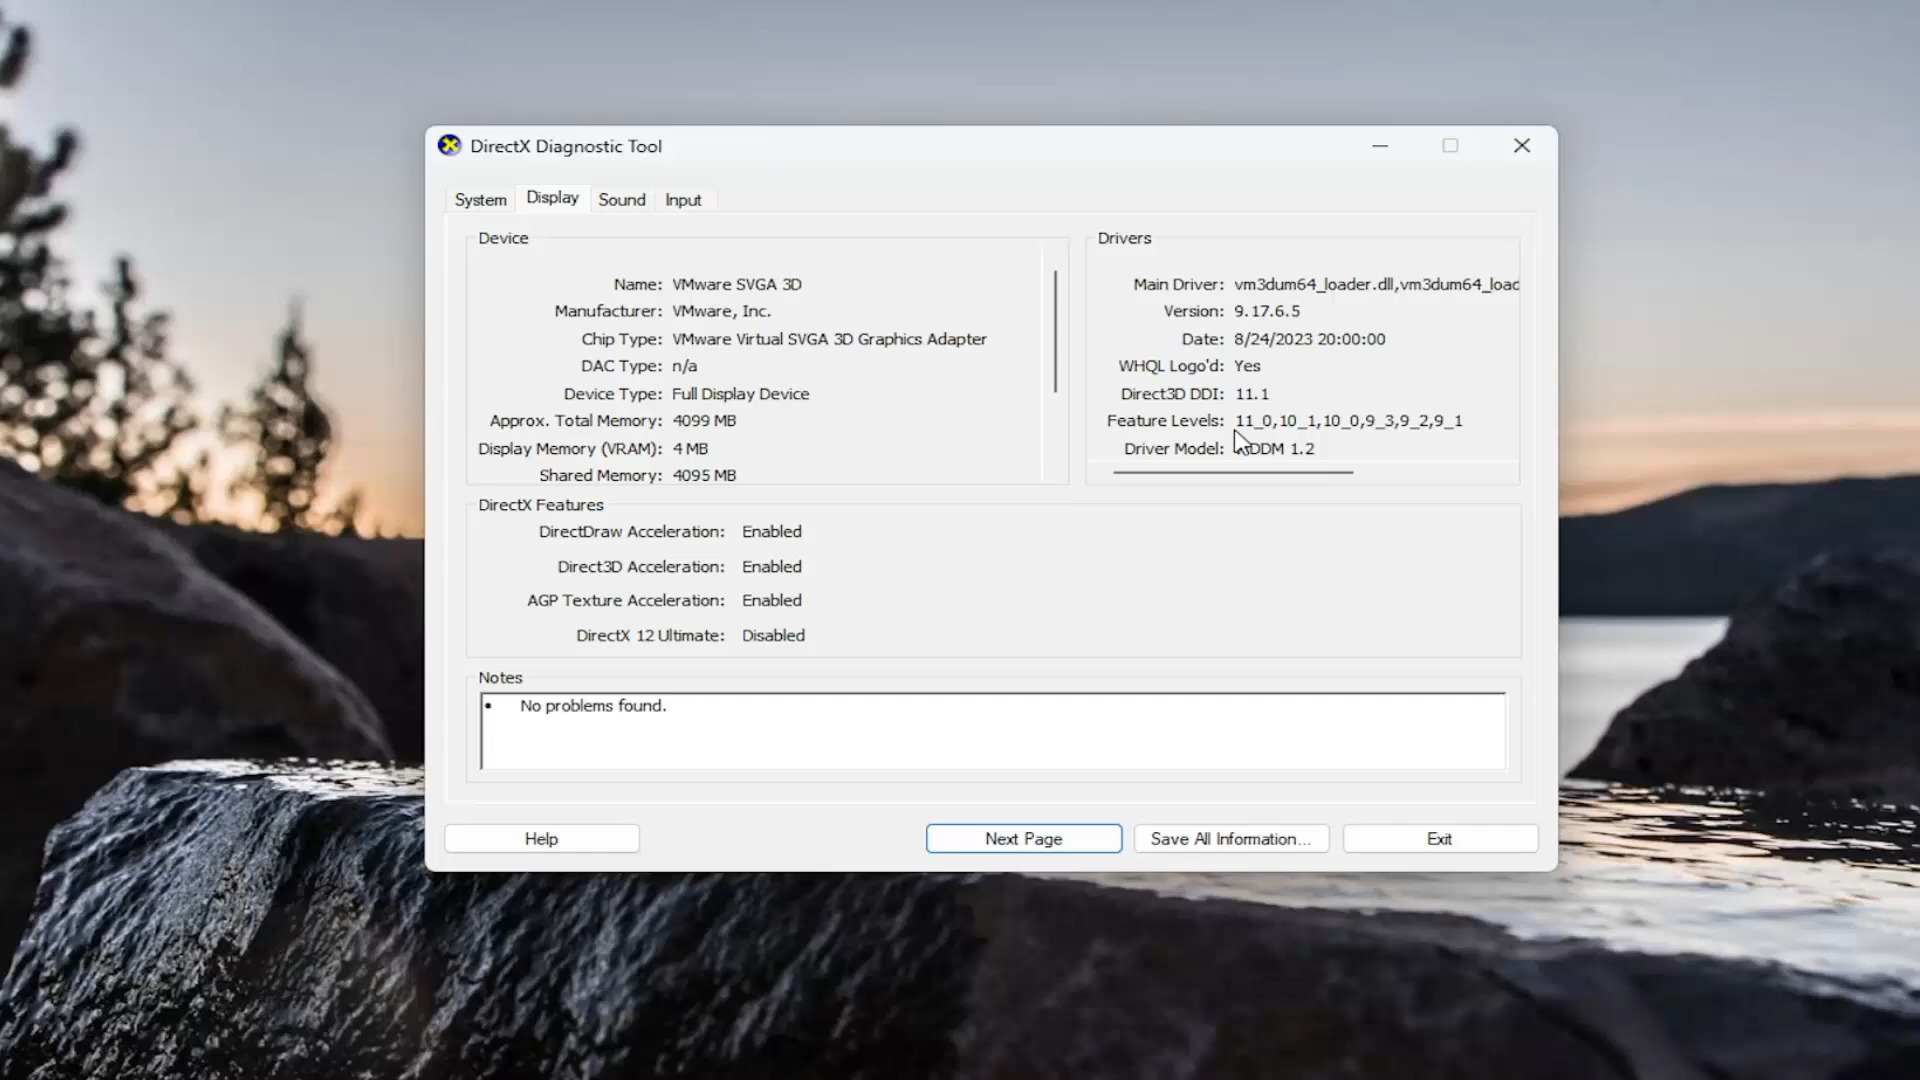 DirectX Diagnostic Tool
System Display Sound Input
Device
Name: VMware SVGA 3D
Manufacturer: VMware, Inc.
Chip Type: VMware Virtual SVGA 3D Graphics Adapter
DAC Type: n/a
Device Type: Full Display Device
Approx. Total Memory: 4099 MB
Display Memory (VRAM): 4 MB
Shared Memory: 4095 MB
Drivers
Main Driver: vm3dum64_loader.dll,vm3dum64_load
Version: 9.17.6.5
Date: 8/24/2023 20:00:00
WHQL Logo'd: Yes
Direct3D DDI: 11.1
Feature Levels: 11_0,10_1,10_0,9_3,9_2,9_1
Driver Model: 1.2
DirectX Features
DirectDraw Acceleration: Enabled
Direct3D Acceleration: Enabled
AGP Texture Acceleration: Enabled
DirectX 12 Ultimate: Disabled
Notes
• No problems found.
Help Next Page Save All Information... Exit